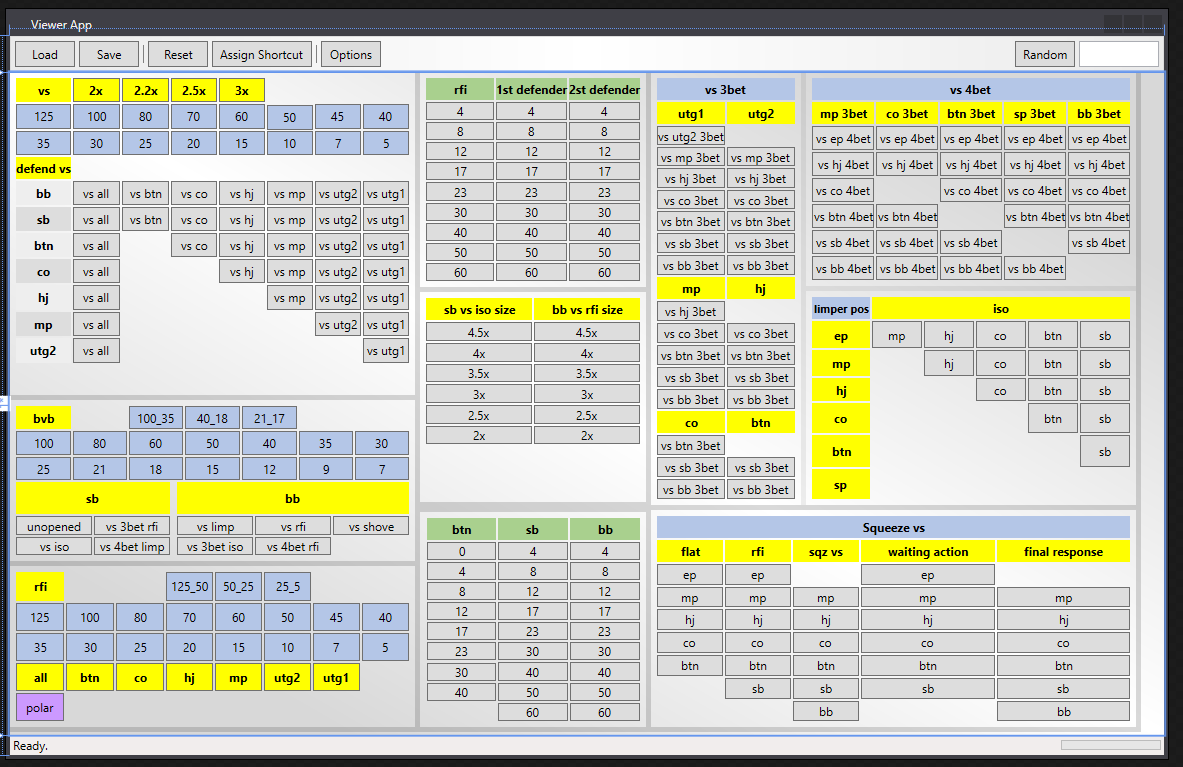 Viewer App
Load Save Reset Assign Shortcut Options Random
vs 2x 2.2x 2.5x 3x
125 100 80 70 60 50 45 40
35 30 25 20 15 10 7 5
defend vs
bb vs all vs btn vs co vs hj vs mp vs utg2 vs utg1
sb vs all vs btn vs co vs hj vs mp vs utg2 vs utg1
btn vs all vs co vs hj vs mp vs utg2 vs utg1
co vs all vs hj vs mp vs utg2 vs utg1
hj vs all vs mp vs utg2 vs utg1
mp vs all vs utg2 vs utg1
utg2 vs all vs utg1
bvb 100_35 40_18 21_17
100 80 60 50 40 35 30
25 21 18 15 12 9 7
sb bb
unopened vs 3bet rfi vs limp vs rfi vs shove
vs iso vs 4bet limp vs 3bet iso vs 4bet rfi
rfi 125_50 50_25 25_5
125 100 80 70 60 50 45 40
35 30 25 20 15 10 7 5
all btn co hj mp utg2 utg1
polar
rfi 1st defender 2st defender
4 4 4
8 8 8
12 12 12
17 17 17
23 23 23
30 30 30
40 40 40
50 50 50
60 60 60
sb vs iso size bb vs rfi size
4.5x 4.5x
4x 4x
3.5x 3.5x
3x 3x
2.5x 2.5x
2x 2x
btn sb bb
0 4 4
4 8 8
8 12 12
12 17 17
17 23 23
23 30 30
30 40 40
40 50 50
60 60
vs 3bet
utg1 utg2
vs utg2 3bet
vs mp 3bet vs mp 3bet
vs hj 3bet vs hj 3bet
vs co 3bet vs co 3bet
vs btn 3bet vs btn 3bet
vs sb 3bet vs sb 3bet
vs bb 3bet vs bb 3bet
mp hj
vs hj 3bet
vs co 3bet vs co 3bet
vs btn 3bet vs btn 3bet
vs sb 3bet vs sb 3bet
vs bb 3bet vs bb 3bet
co btn
vs btn 3bet
vs sb 3bet vs sb 3bet
vs bb 3bet vs bb 3bet
vs 4bet
mp 3bet co 3bet btn 3bet sp 3bet bb 3bet
vs ep 4bet vs ep 4bet vs ep 4bet vs ep 4bet vs ep 4bet
vs hj 4bet vs hj 4bet vs hj 4bet vs hj 4bet vs hj 4bet
vs co 4bet vs co 4bet vs co 4bet vs co 4bet
vs btn 4bet vs btn 4bet vs btn 4bet vs btn 4bet
vs sb 4bet vs sb 4bet vs sb 4bet vs sb 4bet
vs bb 4bet vs bb 4bet vs bb 4bet vs bb 4bet
limper pos iso
ep mp hj co btn sb
mp hj co btn sb
hj co btn sb
co btn sb
btn sb
sp
Squeeze vs
flat rfi sqz vs waiting action final response
ep ep ep
mp mp mp mp mp
hj hj hj hj hj
co co co co co
btn btn btn btn btn
sb sb sb sb
bb bb
Ready.